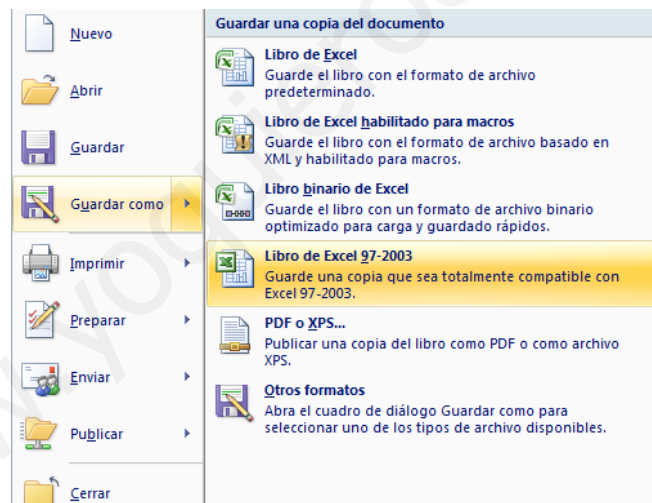 Nuevo
Abrir
Guardar
Guardar como
Imprimir
Preparar
Enviar
Publicar
Cerrar
Guardar una copia del documento
Libro de Excel
Guarde el libro con el formato de archivo
predeterminado.
Libro de Excel habilitado para macros
Guarde el libro con el formato de archivo basado en
XML y habilitado para macros.
Libro binario de Excel
Guarde el libro con un formato de archivo binario
optimizado para carga y guardado rápidos.
Libro de Excel 97-2003
Guarde una copia que sea totalmente compatible con
Excel 97-2003.
PDF o XPS...
Publicar una copia del libro como PDF o como archivo
XPS.
Otros formatos
Abra el cuadro de diálogo Guardar como para
seleccionar uno de los tipos de archivo disponibles.